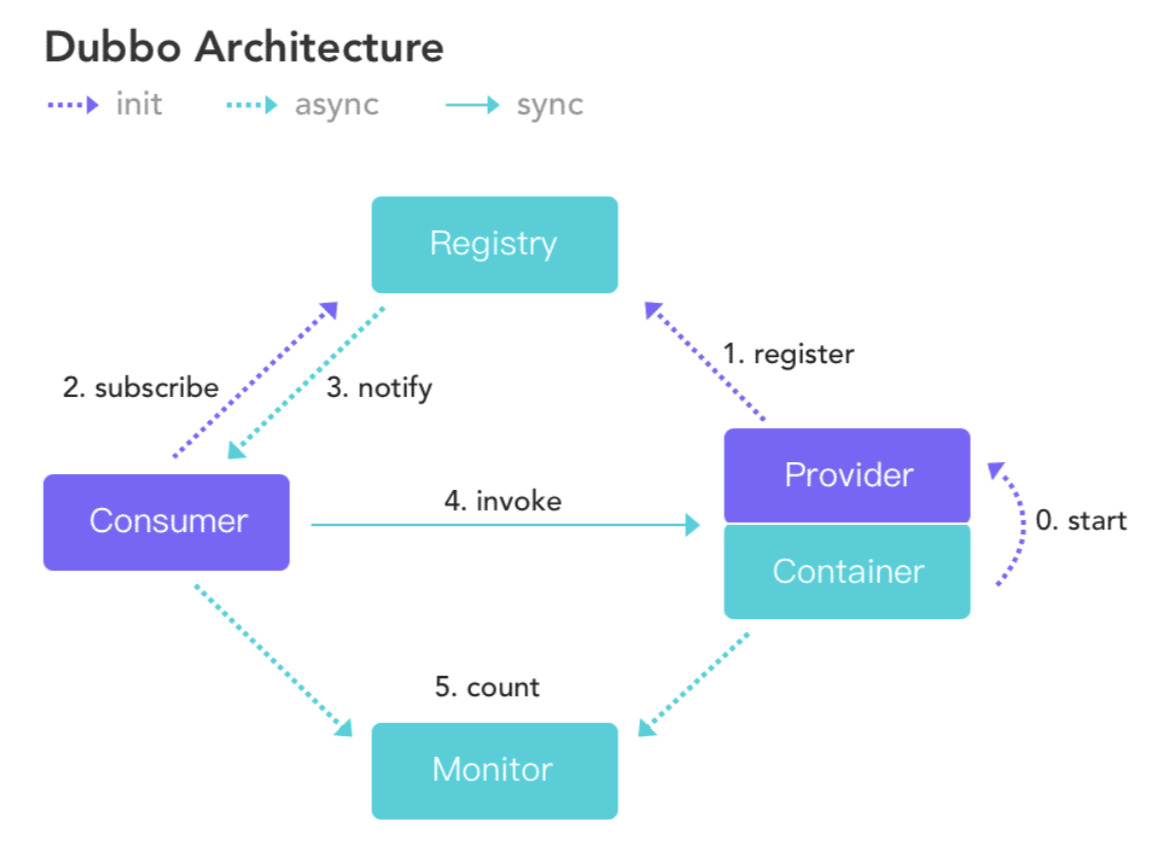 Dubbo Architecture
init async sync
Registry
1. register
2. subscribe 3. notify
Provider
4. invoke
Consumer
0. start
Container
5. count
Monitor